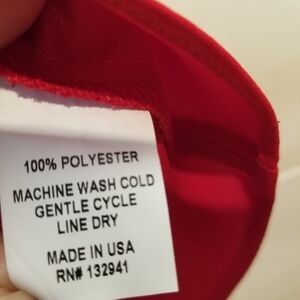 100% POLYESTER
MACHINE WASH COLD
GENTLE CYCLE
LINE DRY
MADE IN USA
RN# 132941